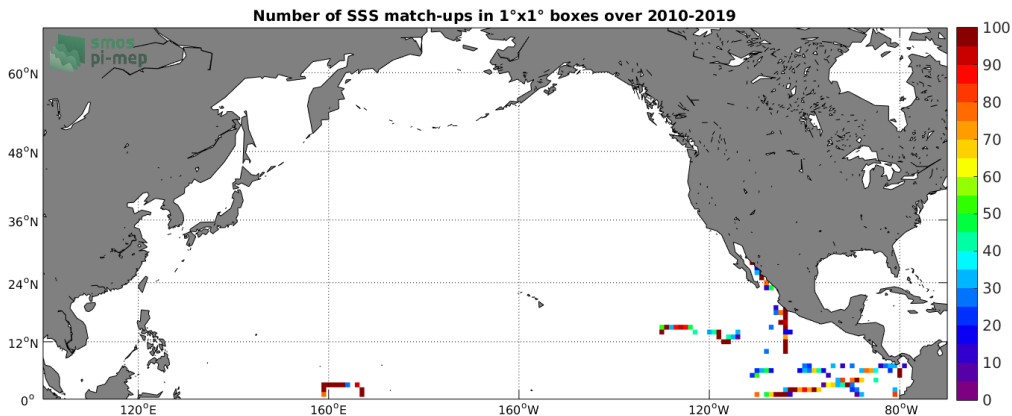 Number of SSS match-ups in 1°x1° boxes over 2010-2019
smos
pi-mep
60°N
48°N
36°N
24°N
12°N
0°
120°E
160°E
160°W
120°W
80°W
100
90
80
70
60
50
40
30
20
10
0